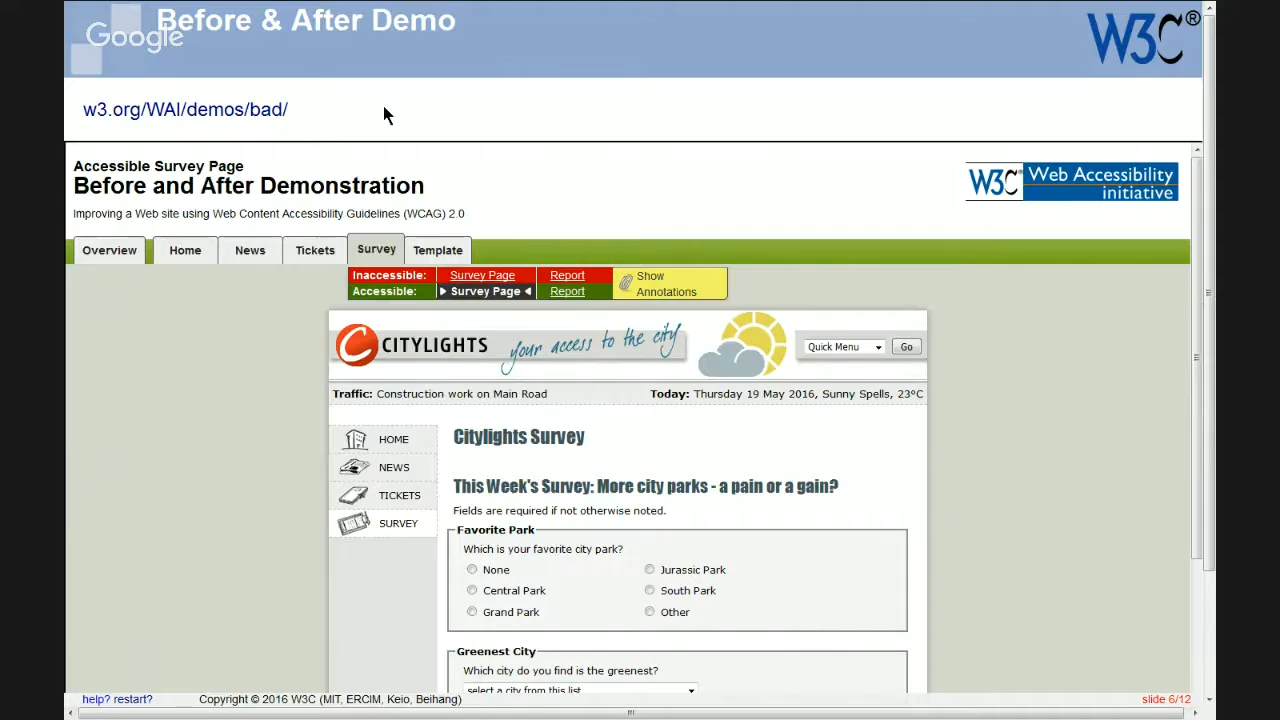 Before & After Demo
Google
W3C®
w3.org/WAI/demos/bad/
Accessible Survey Page
Before and After Demonstration
W3C Web Accessibility initiative
Improving a Web site using Web Content Accessibility Guidelines (WCAG) 2.0
Overview Home News Tickets Survey Template
Inaccessible: Survey Page Report Show
Accessible: Survey Page Report Annotations
CITYLIGHTS your access to the city Quick Menu Go
Traffic: Construction work on Main Road Today: Thursday 19 May 2016, Sunny Spells, 23°C
HOME
NEWS
TICKETS
SURVEY
Citylights Survey
This Week's Survey: More city parks - a pain or a gain?
Fields are required if not otherwise noted.
Favorite Park
Which is your favorite city park?
None Jurassic Park
Central Park South Park
Grand Park Other
Greenest City
Which city do you find is the greenest?
select a city from this list
help? restart? Copyright © 2016 W3C (MIT, ERCIM, Keio, Beihang) slide 6/12